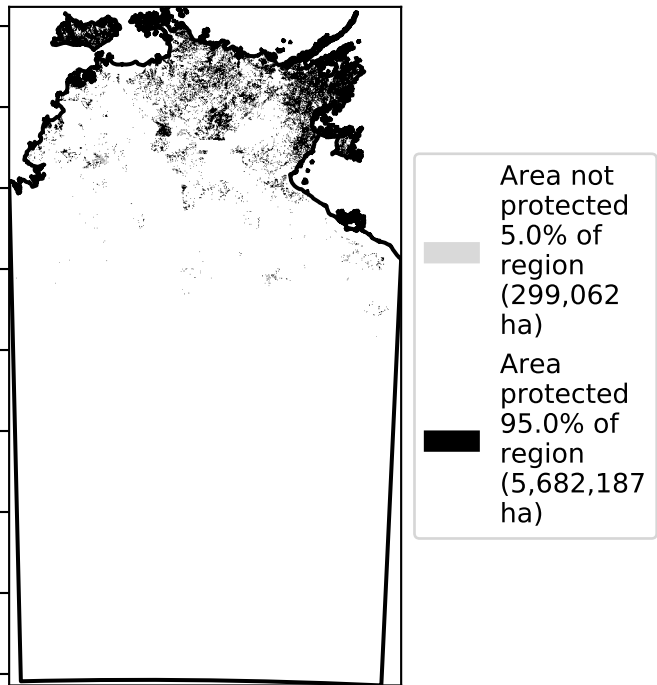 Area not
protected
5.0% of
region
(299,062
ha)
Area
protected
95.0% of
region
(5,682,187
ha)